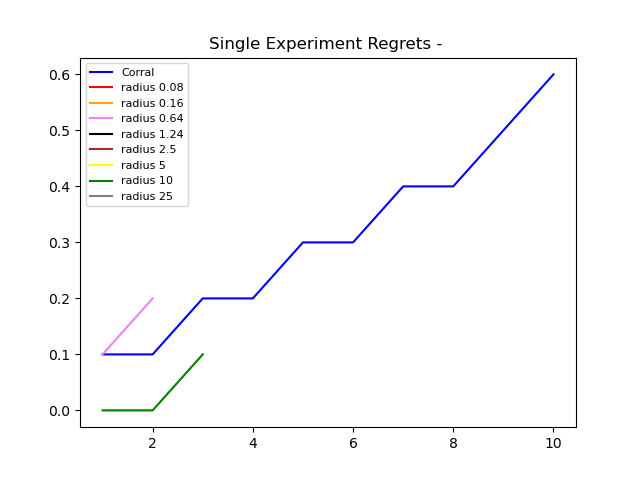 Single Experiment Regrets -
0.6
0.5
0.4
0.3
0.2
0.1
0.0
Corral
radius 0.08
radius 0.16
radius 0.64
radius 1.24
radius 2.5
radius 5
radius 10
radius 25
2 4 6 8 10